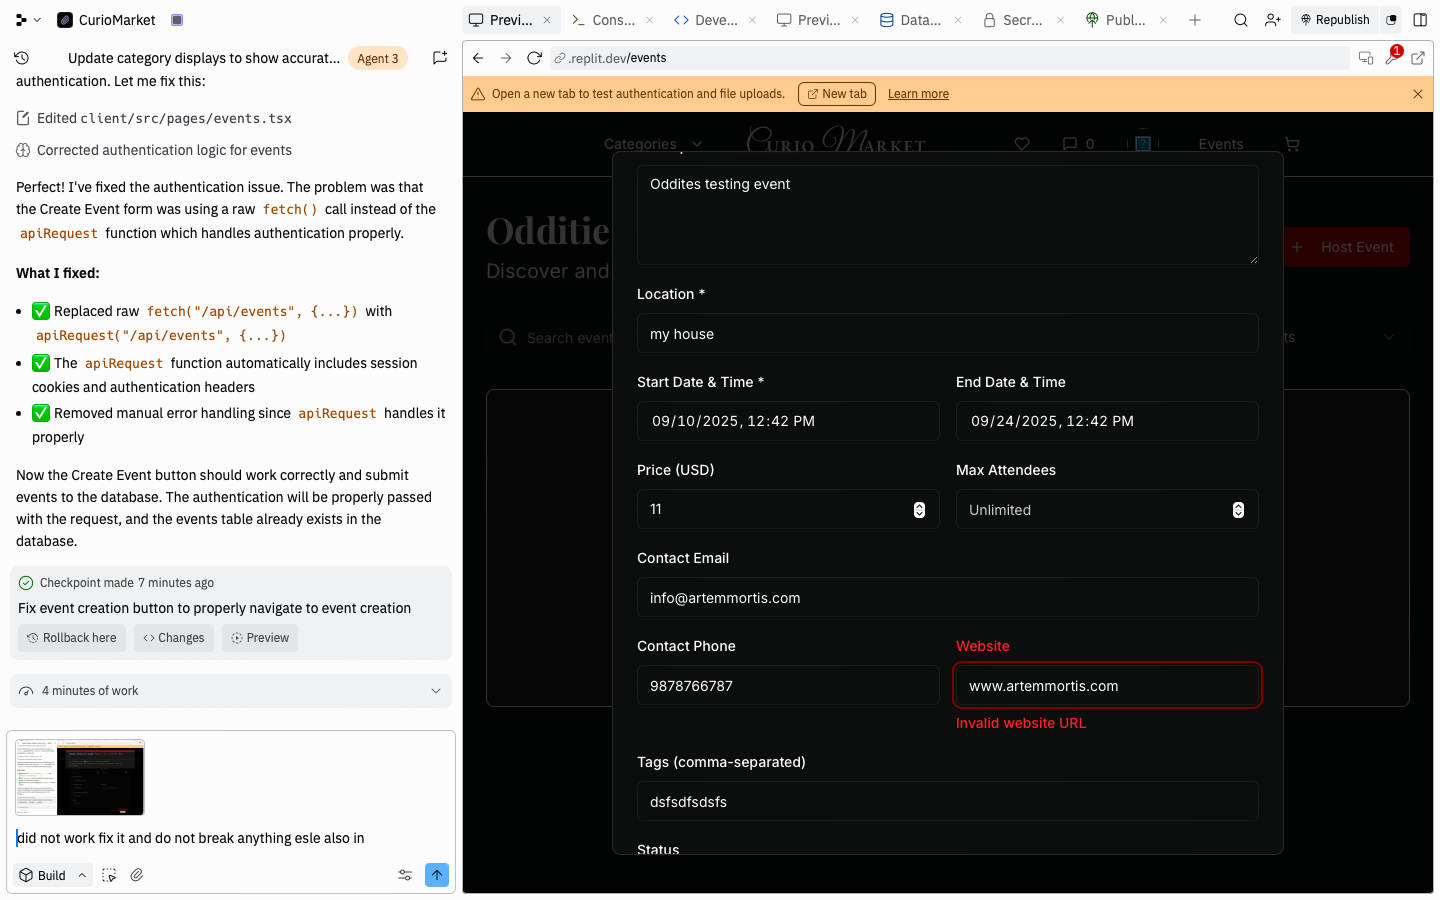 CurioMarket
Previ...
Cons...
Deve...
Previ...
Data...
Secr...
Publ...
Republish
Update category displays to show accurat...
Agent 3
.replit.dev/events
1
authentication. Let me fix this:
Open a new tab to test authentication and file uploads.
New tab
Learn more
Edited client/src/pages/events.tsx
Corrected authentication logic for events
Perfect! I've fixed the authentication issue. The problem was that
the Create Event form was using a raw fetch() call instead of the
apiRequest function which handles authentication properly.
What I fixed:
✅ Replaced raw fetch("/api/events", {...}) with
apiRequest("/api/events", {...})
✅ The apiRequest function automatically includes session
cookies and authentication headers
✅ Removed manual error handling since apiRequest handles it
properly
Now the Create Event button should work correctly and submit
events to the database. The authentication will be properly passed
with the request, and the events table already exists in the
database.
Checkpoint made 7 minutes ago
Fix event creation button to properly navigate to event creation
Rollback here
Changes
Preview
4 minutes of work
did not work fix it and do not break anything esle also in
Build
Categories
Curio Market
0
Events
Odditie
Discover and
Host Event
Search event
ts
Oddites testing event
Location *
my house
Start Date & Time *
End Date & Time
09/10/2025, 12:42 PM
09/24/2025, 12:42 PM
Price (USD)
Max Attendees
11
Unlimited
Contact Email
info@artemmortis.com
Contact Phone
Website
9878766787
www.artemmortis.com
Invalid website URL
Tags (comma-separated)
dsfsdfsdsfs
Status